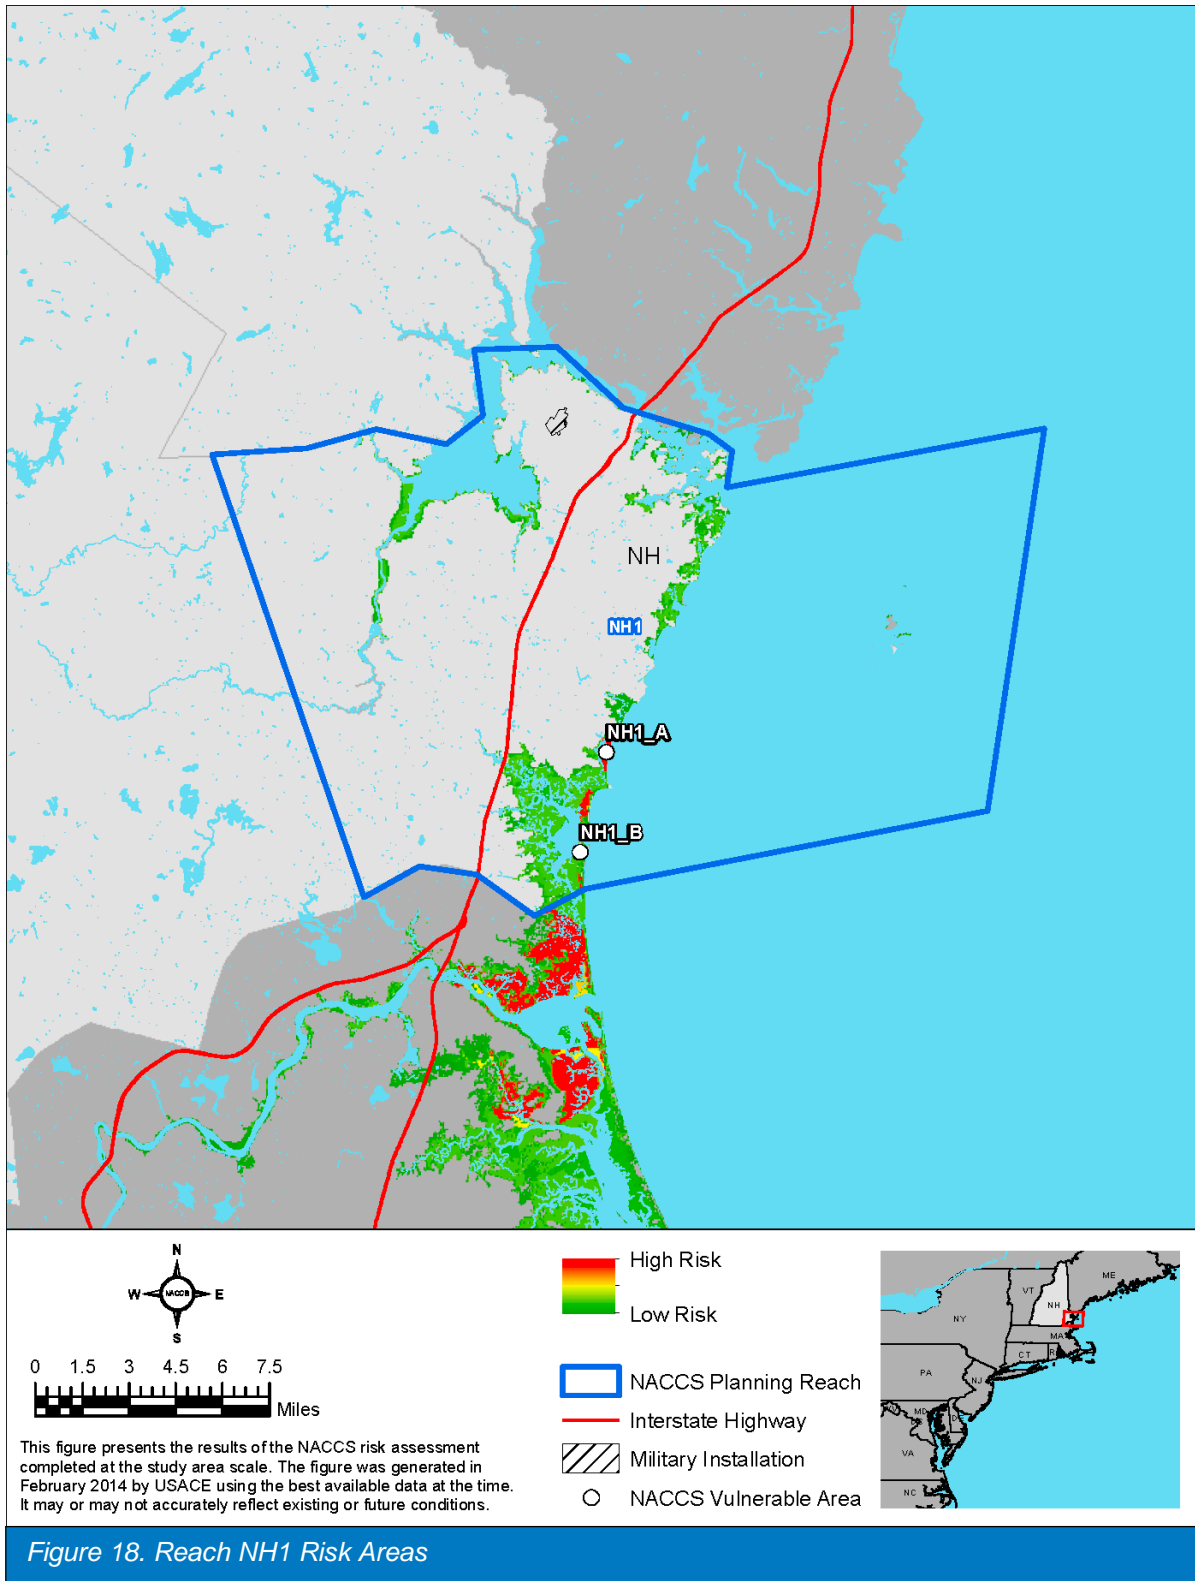 NH
NH1
NH1_A
NH1_B
N
W
NACCS
E
S
0 1.5 3 4.5 6 7.5
Miles
This figure presents the results of the NACCS risk assessment
completed at the study area scale. The figure was generated in
February 2014 by USACE using the best available data at the time.
It may or may not accurately reflect existing or future conditions.
High Risk
Low Risk
NACCS Planning Reach
Interstate Highway
Military Installation
NACCS Vulnerable Area
ME
VT
NH
NY
MA
CT
PA
NJ
MD
VA
NC
Figure 18. Reach NH1 Risk Areas